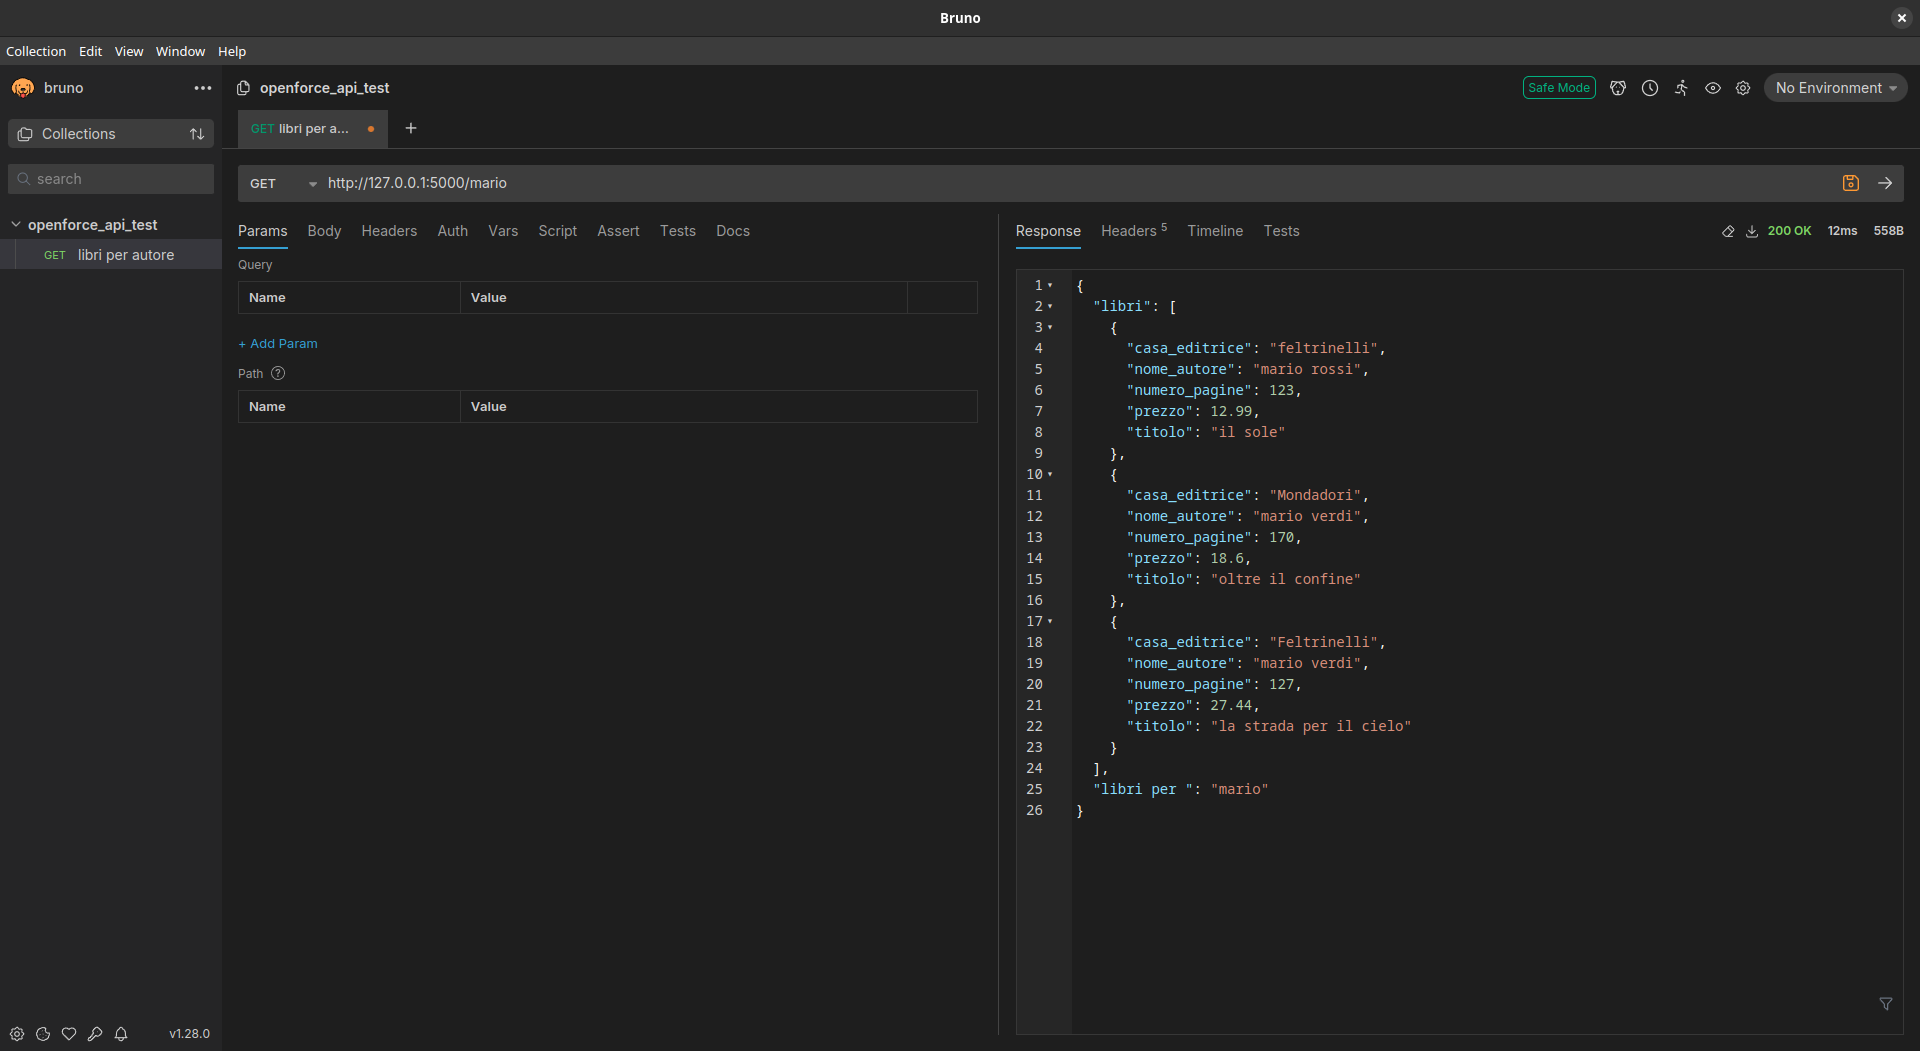 Bruno
Collection Edit View Window Help
bruno
openforce_api_test
Safe Mode
No Environment
Collections
GET libri per a...
search
GET http://127.0.0.1:5000/mario
openforce_api_test
GET libri per autore
Params Body Headers Auth Vars Script Assert Tests Docs
Query
Name Value
+ Add Param
Path ?
Name Value
Response Headers 5 Timeline Tests
200 OK 12ms 558B
1 {
2 "libri": [
3 {
4 "casa_editrice": "feltrinelli",
5 "nome_autore": "mario rossi",
6 "numero_pagine": 123,
7 "prezzo": 12.99,
8 "titolo": "il sole"
9 },
10 {
11 "casa_editrice": "Mondadori",
12 "nome_autore": "mario verdi",
13 "numero_pagine": 170,
14 "prezzo": 18.6,
15 "titolo": "oltre il confine"
16 },
17 {
18 "casa_editrice": "Feltrinelli",
19 "nome_autore": "mario verdi",
20 "numero_pagine": 127,
21 "prezzo": 27.44,
22 "titolo": "la strada per il cielo"
23 }
24 ],
25 "libri per ": "mario"
26 }
v1.28.0